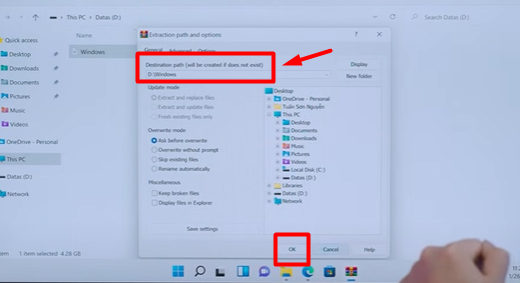 This PC > Datas (D:) >
Search Datas (D:)
Quick access
Desktop
Downloads
Documents
Pictures
Music
Videos
OneDrive - Personal
This PC
Datas (D:)
Network
Name
Windows
1 item selected 4.28 GB
Extraction path and options
?
General Advanced Options
Destination path (will be created if does not exist)
D:\Windows
Display
New folder
Update mode
Extract and replace files
Extract and update files
Fresh existing files only
Overwrite mode
Ask before overwrite
Overwrite without prompt
Skip existing files
Rename automatically
Miscellaneous
Keep broken files
Display files in Explorer
Save settings
Desktop
OneDrive - Personal
Tuấn Sơn Nguyễn
This PC
Desktop
Documents
Downloads
Music
Pictures
Videos
Local Disk (C:)
Datas (D:)
Libraries
Datas (D:)
Network
OK
Cancel
Help